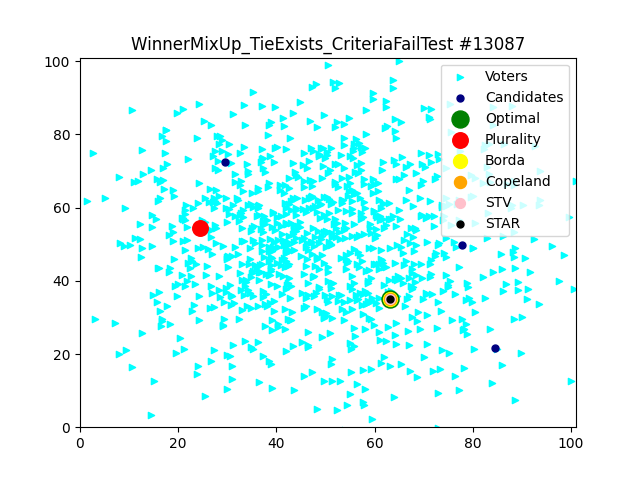 WinnerMixUp_TieExists_CriteriaFailTest #13087
Voters
Candidates
Optimal
Plurality
Borda
Copeland
STV
STAR
100
80
60
40
20
0
0 20 40 60 80 100